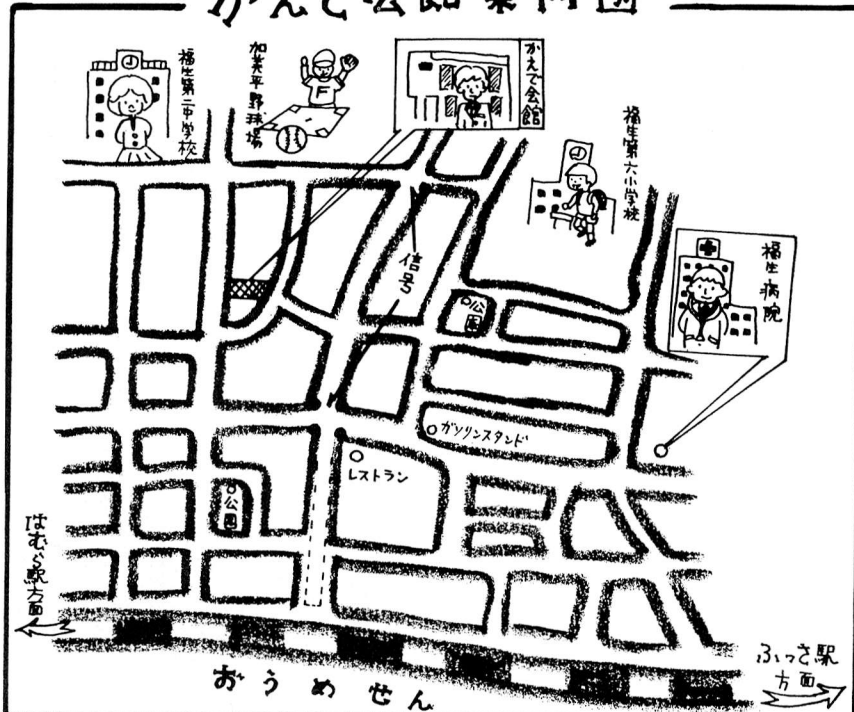 かえで会館案内図
福生第二中学校
加美平野球場
F
かえで会館
福生第六小学校
福生病院
信号
公園
ガソリンスタンド
レストラン
公園
はむら駅方面
ふっさ駅
方面
おうめせん